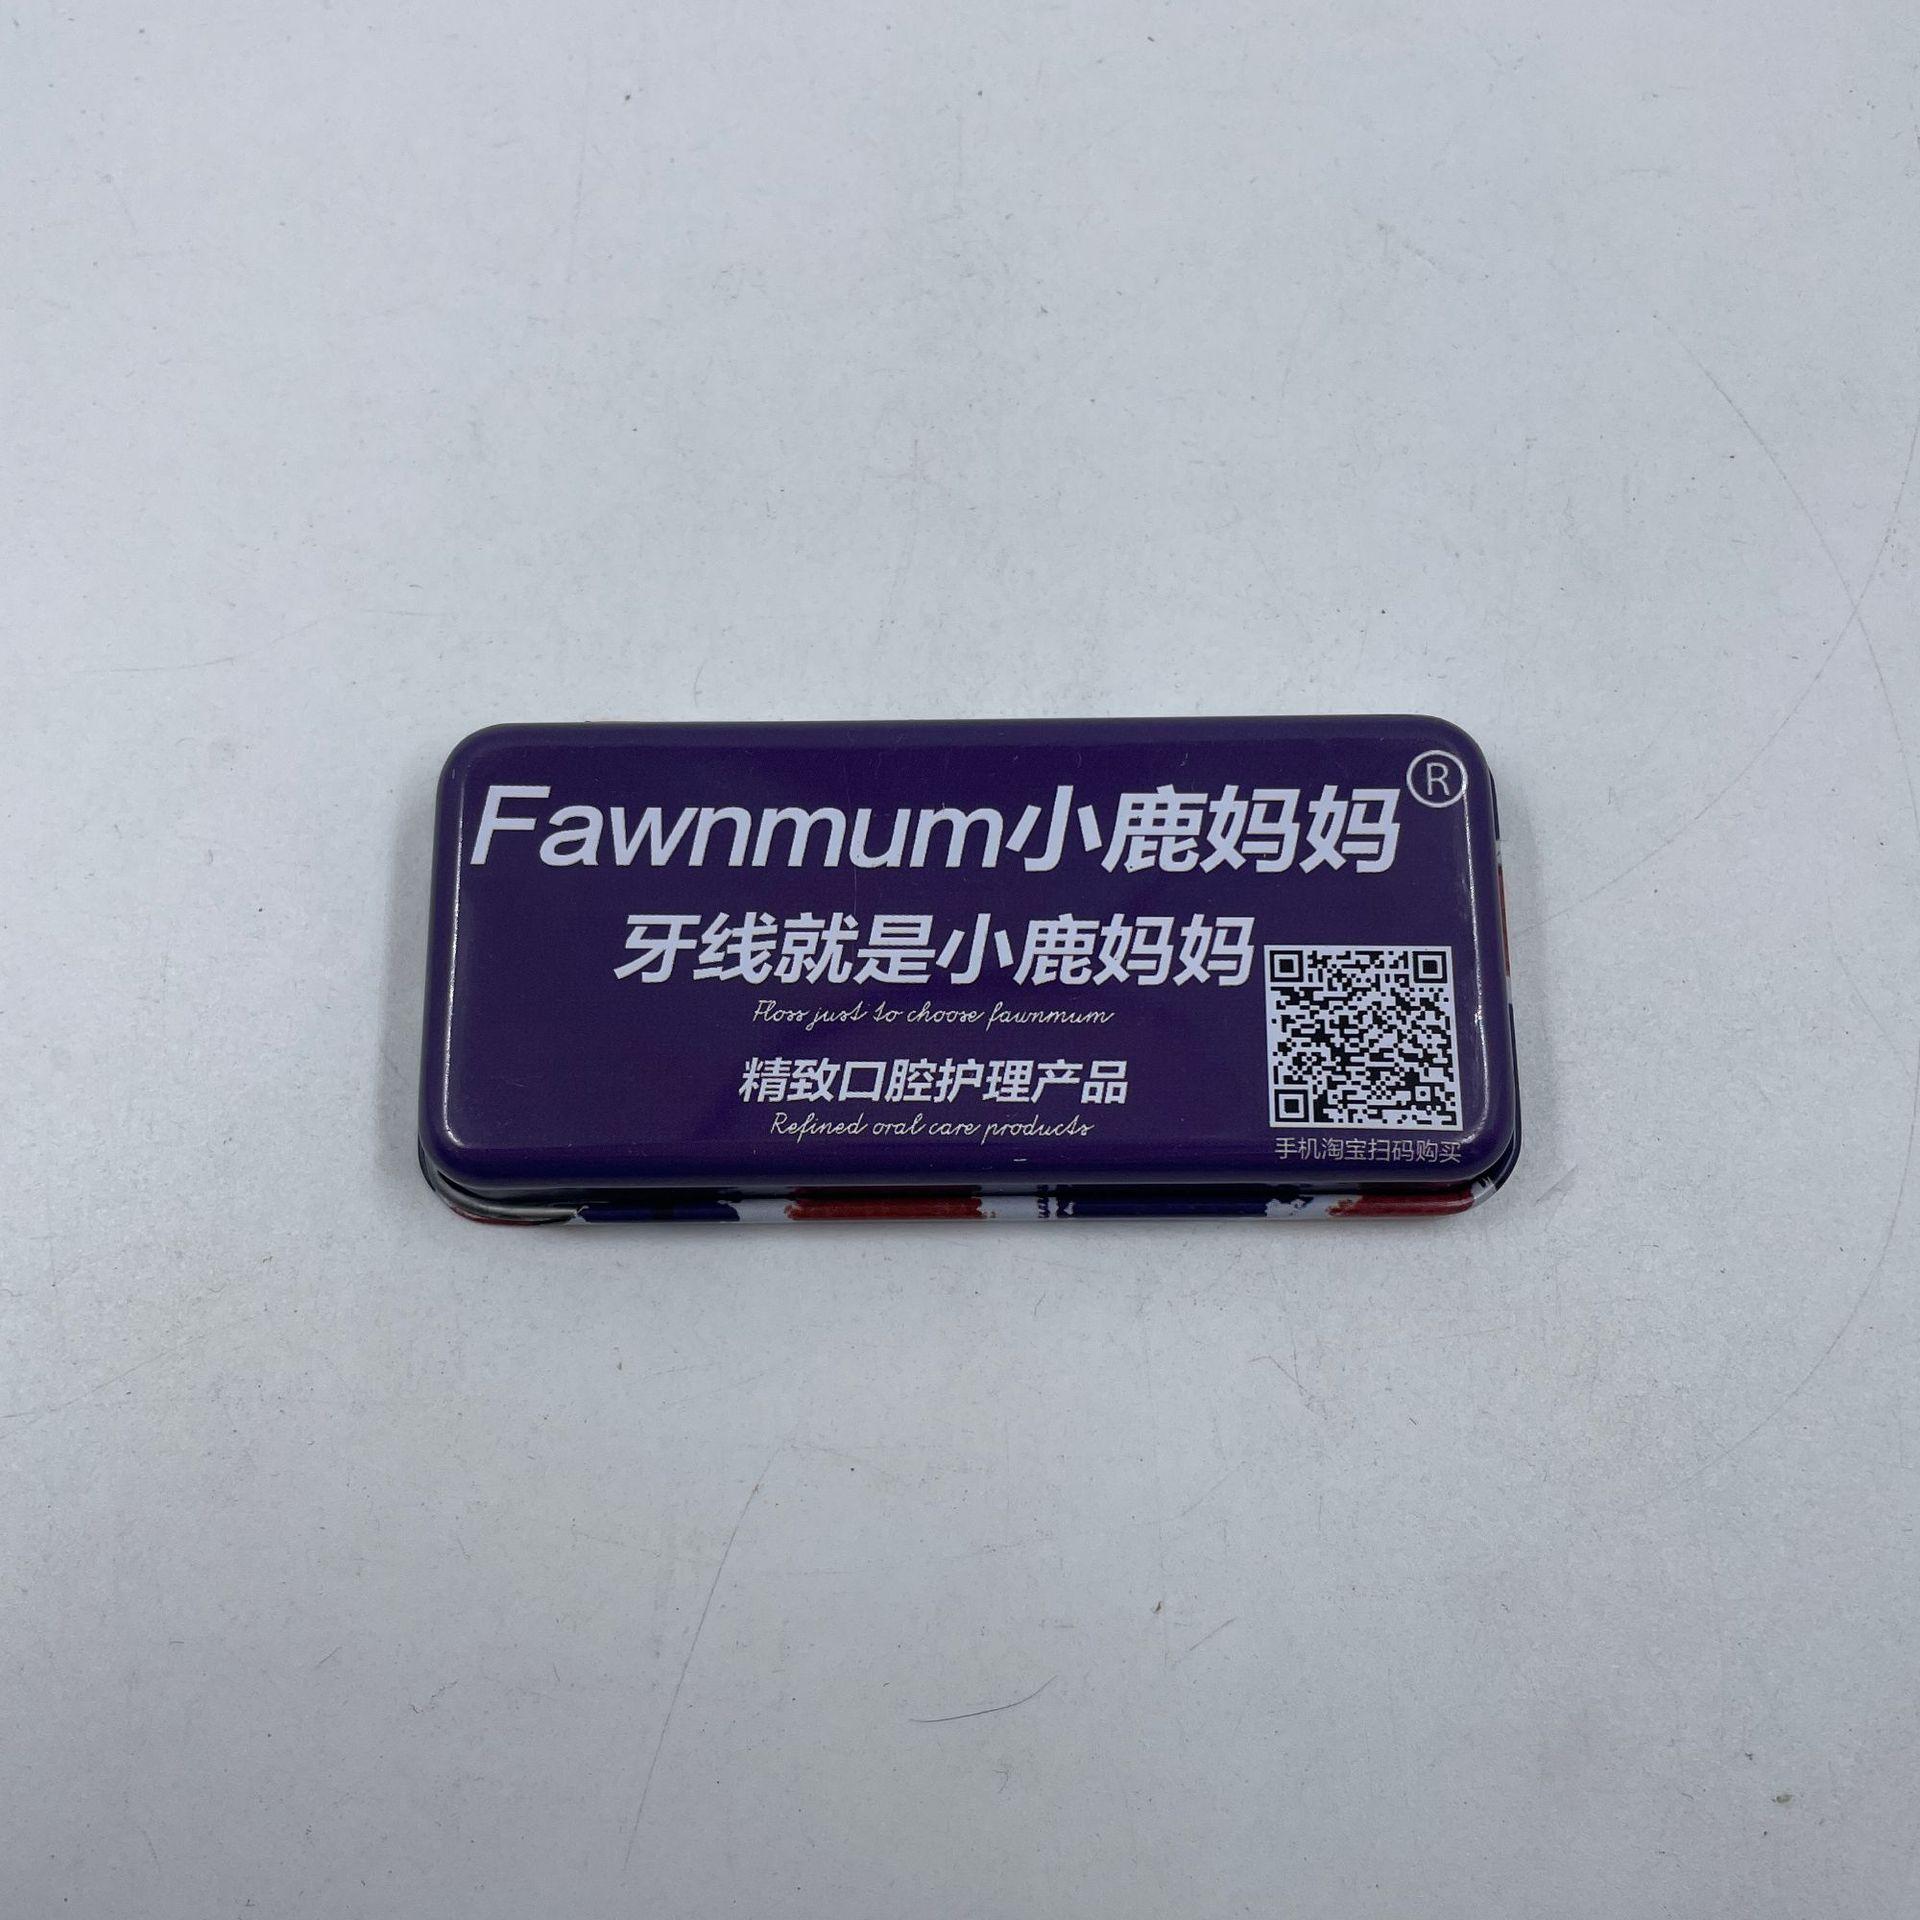 Fawnmum小鹿妈妈®
牙线就是小鹿妈妈
Floss just to choose fawnmum
精致口腔护理产品
Refined oral care products
手机淘宝扫码购买